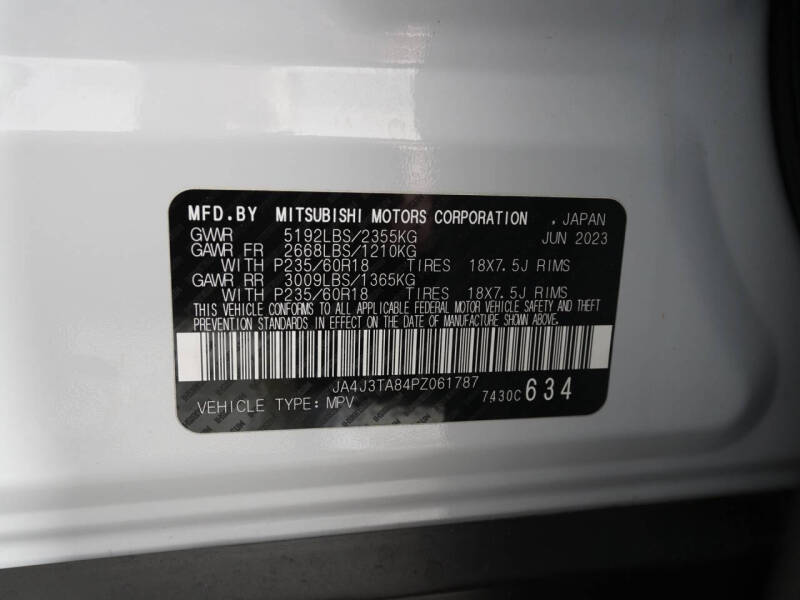 MFD.BY MITSUBISHI MOTORS CORPORATION . JAPAN
GVWR 5192LBS/2355KG JUN 2023
GAWR FR 2668LBS/1210KG
WITH P235/60R18 TIRES 18X7.5J RIMS
GAWR RR 3009LBS/1365KG
WITH P235/60R18 TIRES 18X7.5J RIMS
THIS VEHICLE CONFORMS TO ALL APPLICABLE FEDERAL MOTOR VEHICLE SAFETY AND THEFT
PREVENTION STANDARDS IN EFFECT ON THE DATE OF MANUFACTURE SHOWN ABOVE.
JA4J3TA84PZ061787
VEHICLE TYPE: MPV 7430C 634